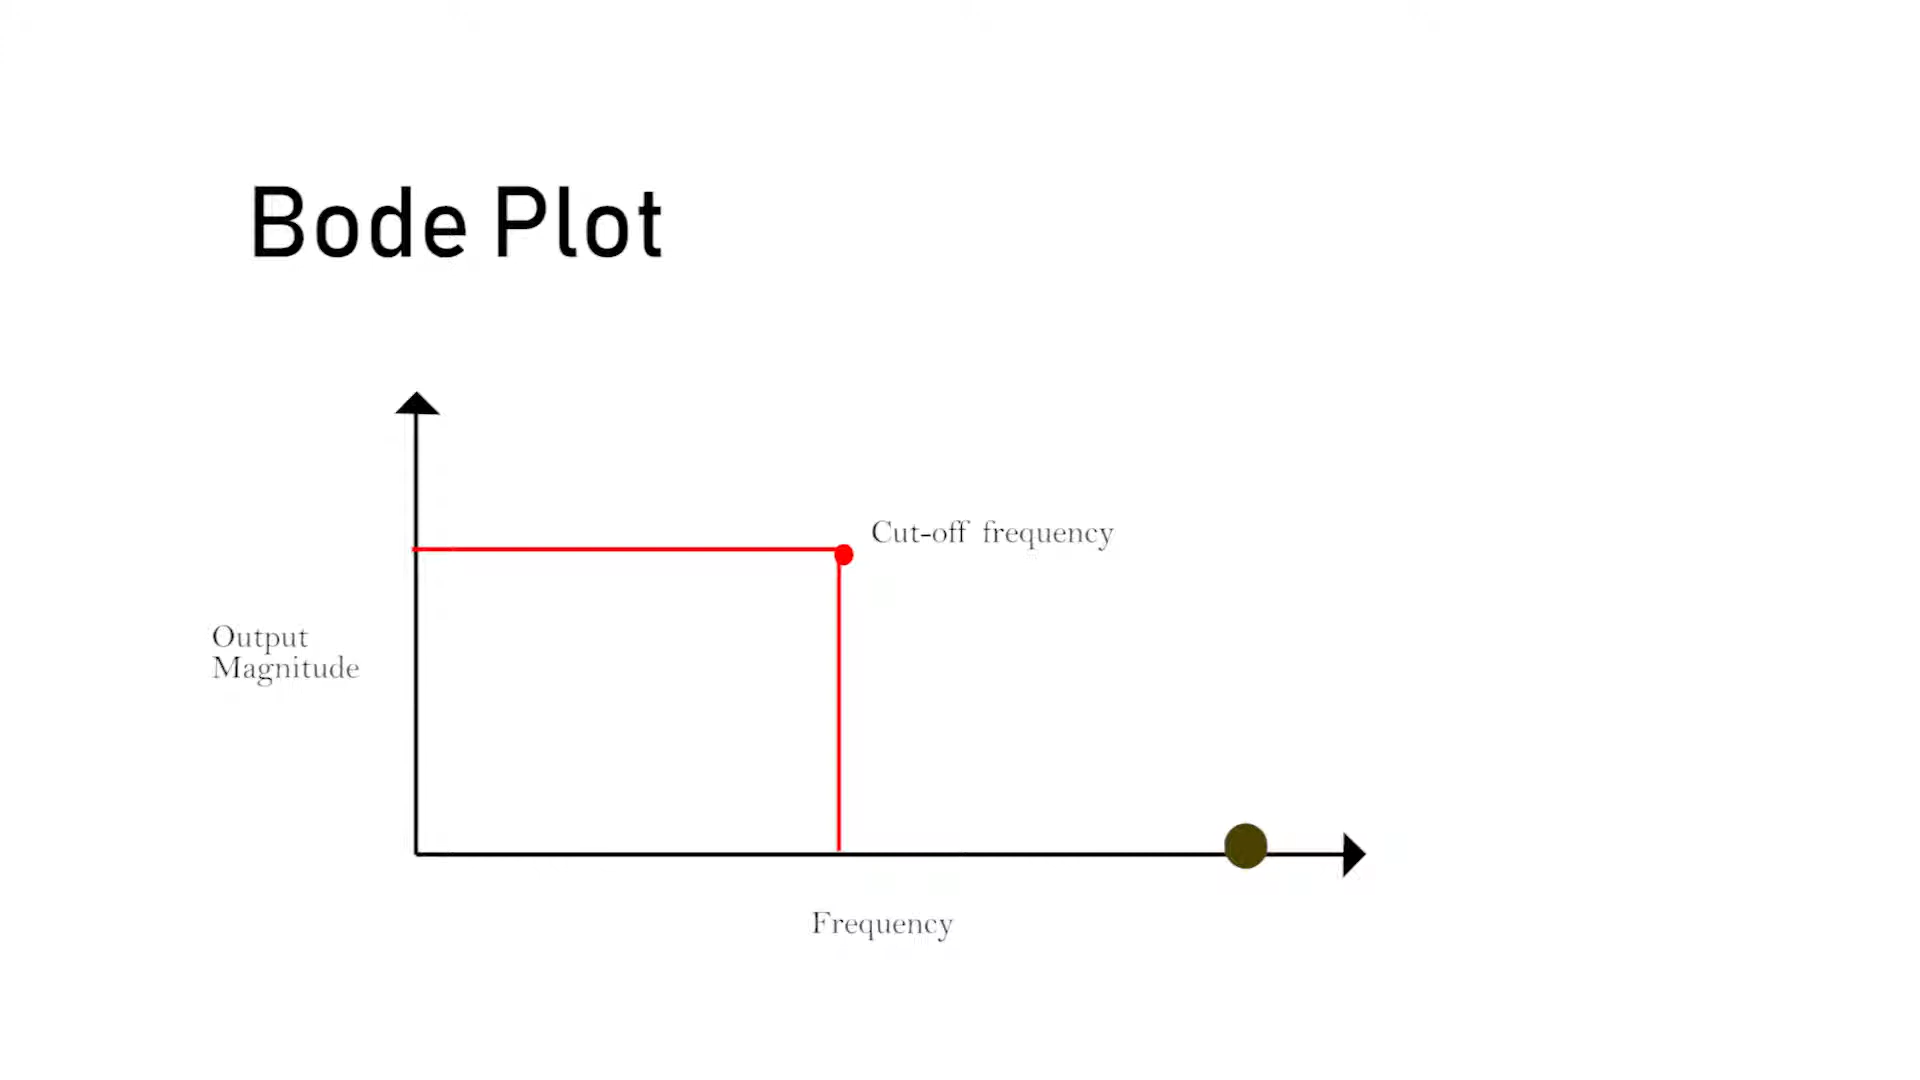 Bode Plot
Cut-off frequency
Output
Magnitude
Frequency